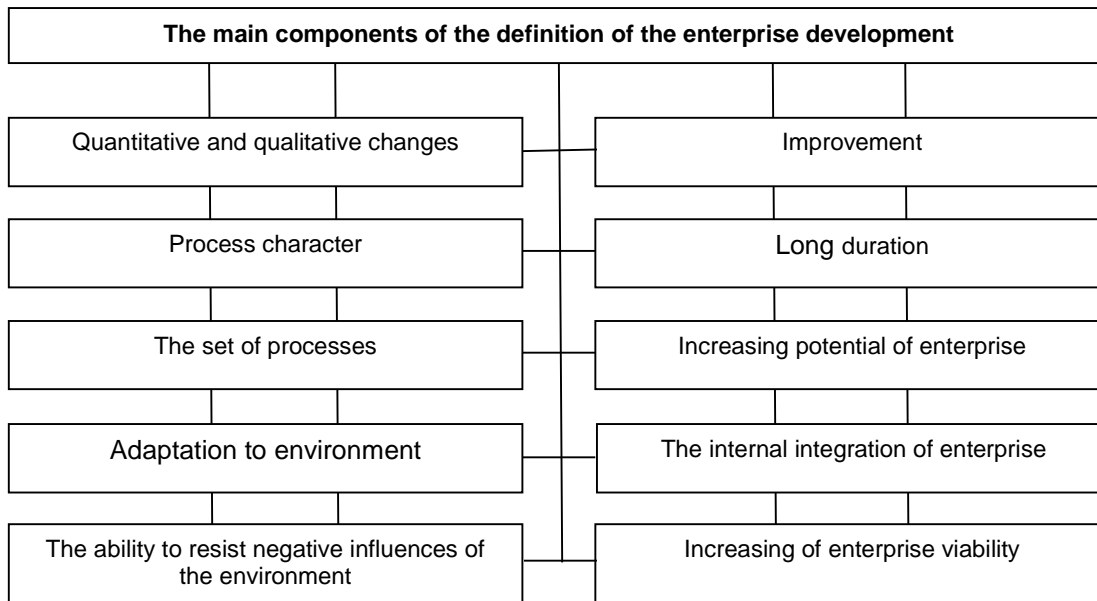 The main components of the definition of the enterprise development
Quantitative and qualitative changes
Improvement
Process character
Long duration
The set of processes
Increasing potential of enterprise
Adaptation to environment
The internal integration of enterprise
The ability to resist negative influences of
the environment
Increasing of enterprise viability